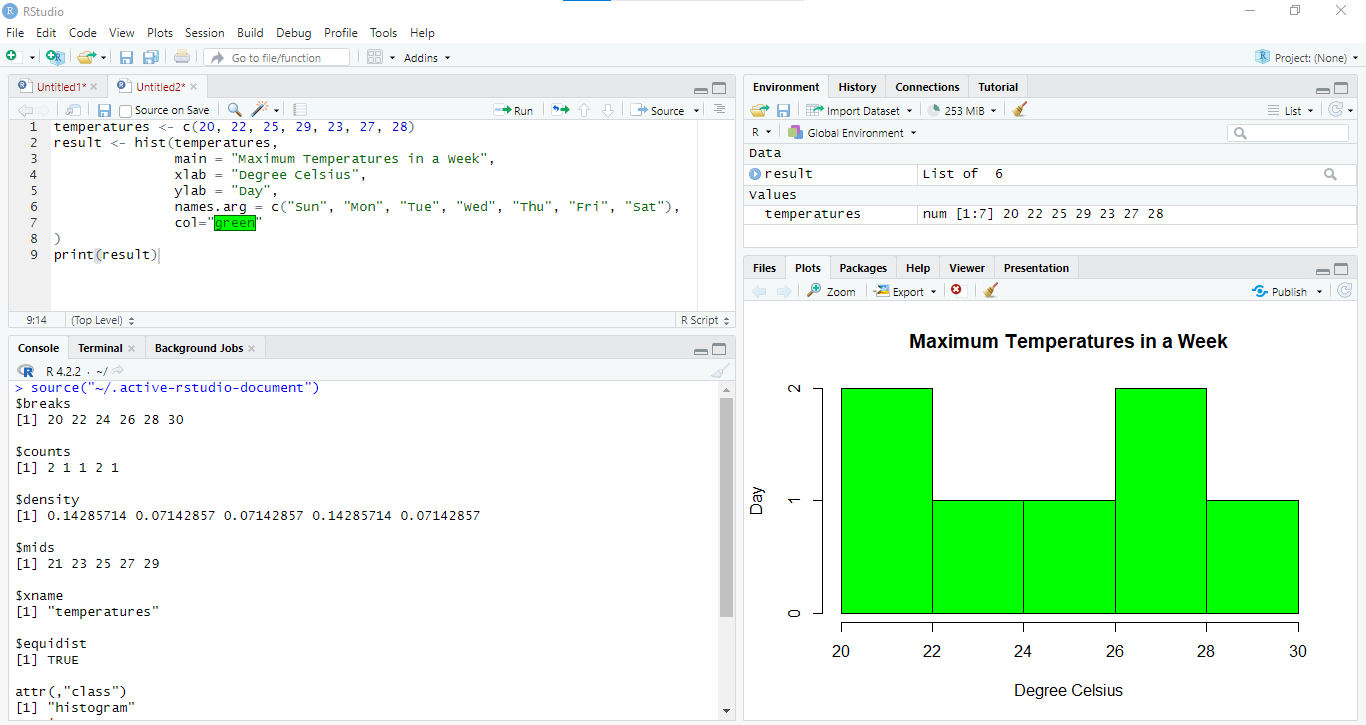 RStudio
File Edit Code View Plots Session Build Debug Profile Tools Help
Go to file/function Addins Project: (None)
Untitled1* Untitled2*
Source on Save Run Source
1 temperatures <- c(20, 22, 25, 29, 23, 27, 28)
2 result <- hist(temperatures,
3 main = "Maximum Temperatures in a Week",
4 xlab = "Degree Celsius",
5 ylab = "Day",
6 names.arg = c("Sun", "Mon", "Tue", "Wed", "Thu", "Fri", "Sat"),
7 col="green"
8 )
9 print(result)
9:14 (Top Level) R Script
Console Terminal Background Jobs
R 4.2.2 · ~/
> source("~/.active-rstudio-document")
$breaks
[1] 20 22 24 26 28 30
$counts
[1] 2 1 1 2 1
$density
[1] 0.14285714 0.07142857 0.07142857 0.14285714 0.07142857
$mids
[1] 21 23 25 27 29
$xname
[1] "temperatures"
$equidist
[1] TRUE
attr(,"class")
[1] "histogram"
Environment History Connections Tutorial
Import Dataset 253 MiB List
R Global Environment
Data
result List of 6
Values
temperatures num [1:7] 20 22 25 29 23 27 28
Files Plots Packages Help Viewer Presentation
Zoom Export Publish
Maximum Temperatures in a Week
2
1
0
Day
20 22 24 26 28 30
Degree Celsius